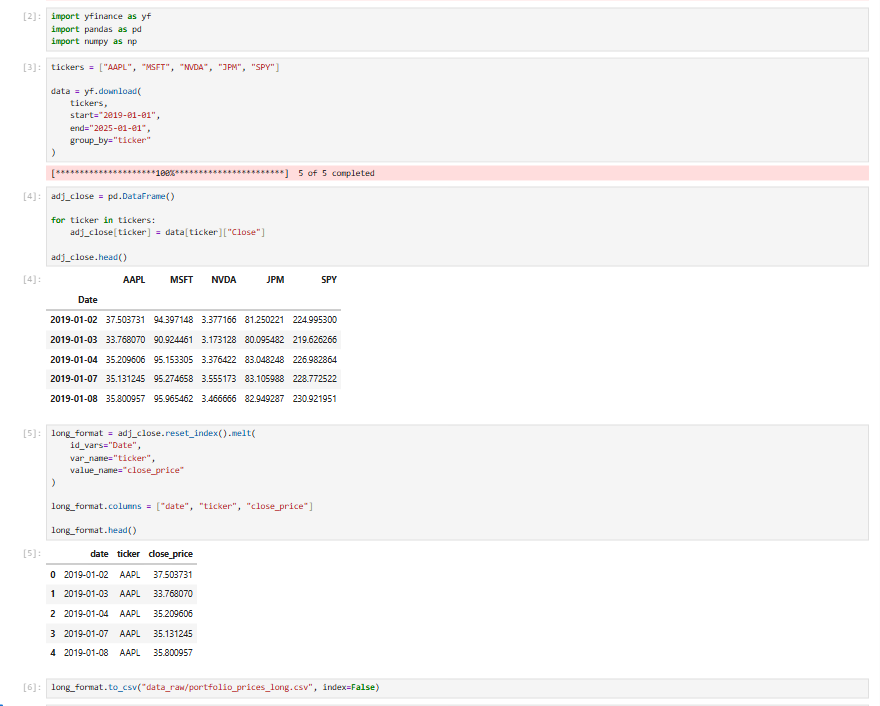 [2]: import yfinance as yf
import pandas as pd
import numpy as np
[3]: tickers = ["AAPL", "MSFT", "NVDA", "JPM", "SPY"]
data = yf.download(
    tickers,
    start="2019-01-01",
    end="2025-01-01",
    group_by="ticker"
)
[*********************100%***********************]  5 of 5 completed
[4]: adj_close = pd.DataFrame()
for ticker in tickers:
    adj_close[ticker] = data[ticker]["Close"]
adj_close.head()
[4]: AAPL MSFT NVDA JPM SPY
Date
2019-01-02 37.503731 94.397148 3.377166 81.250221 224.995300
2019-01-03 33.768070 90.924461 3.173128 80.095482 219.626266
2019-01-04 35.209606 95.153305 3.376422 83.048248 226.982864
2019-01-07 35.131245 95.274658 3.555173 83.105988 228.772522
2019-01-08 35.800957 95.965462 3.466666 82.949287 230.921951
[5]: long_format = adj_close.reset_index().melt(
    id_vars="Date",
    var_name="ticker",
    value_name="close_price"
)
long_format.columns = ["date", "ticker", "close_price"]
long_format.head()
[5]: date ticker close_price
0 2019-01-02 AAPL 37.503731
1 2019-01-03 AAPL 33.768070
2 2019-01-04 AAPL 35.209606
3 2019-01-07 AAPL 35.131245
4 2019-01-08 AAPL 35.800957
[6]: long_format.to_csv("data_raw/portfolio_prices_long.csv", index=False)